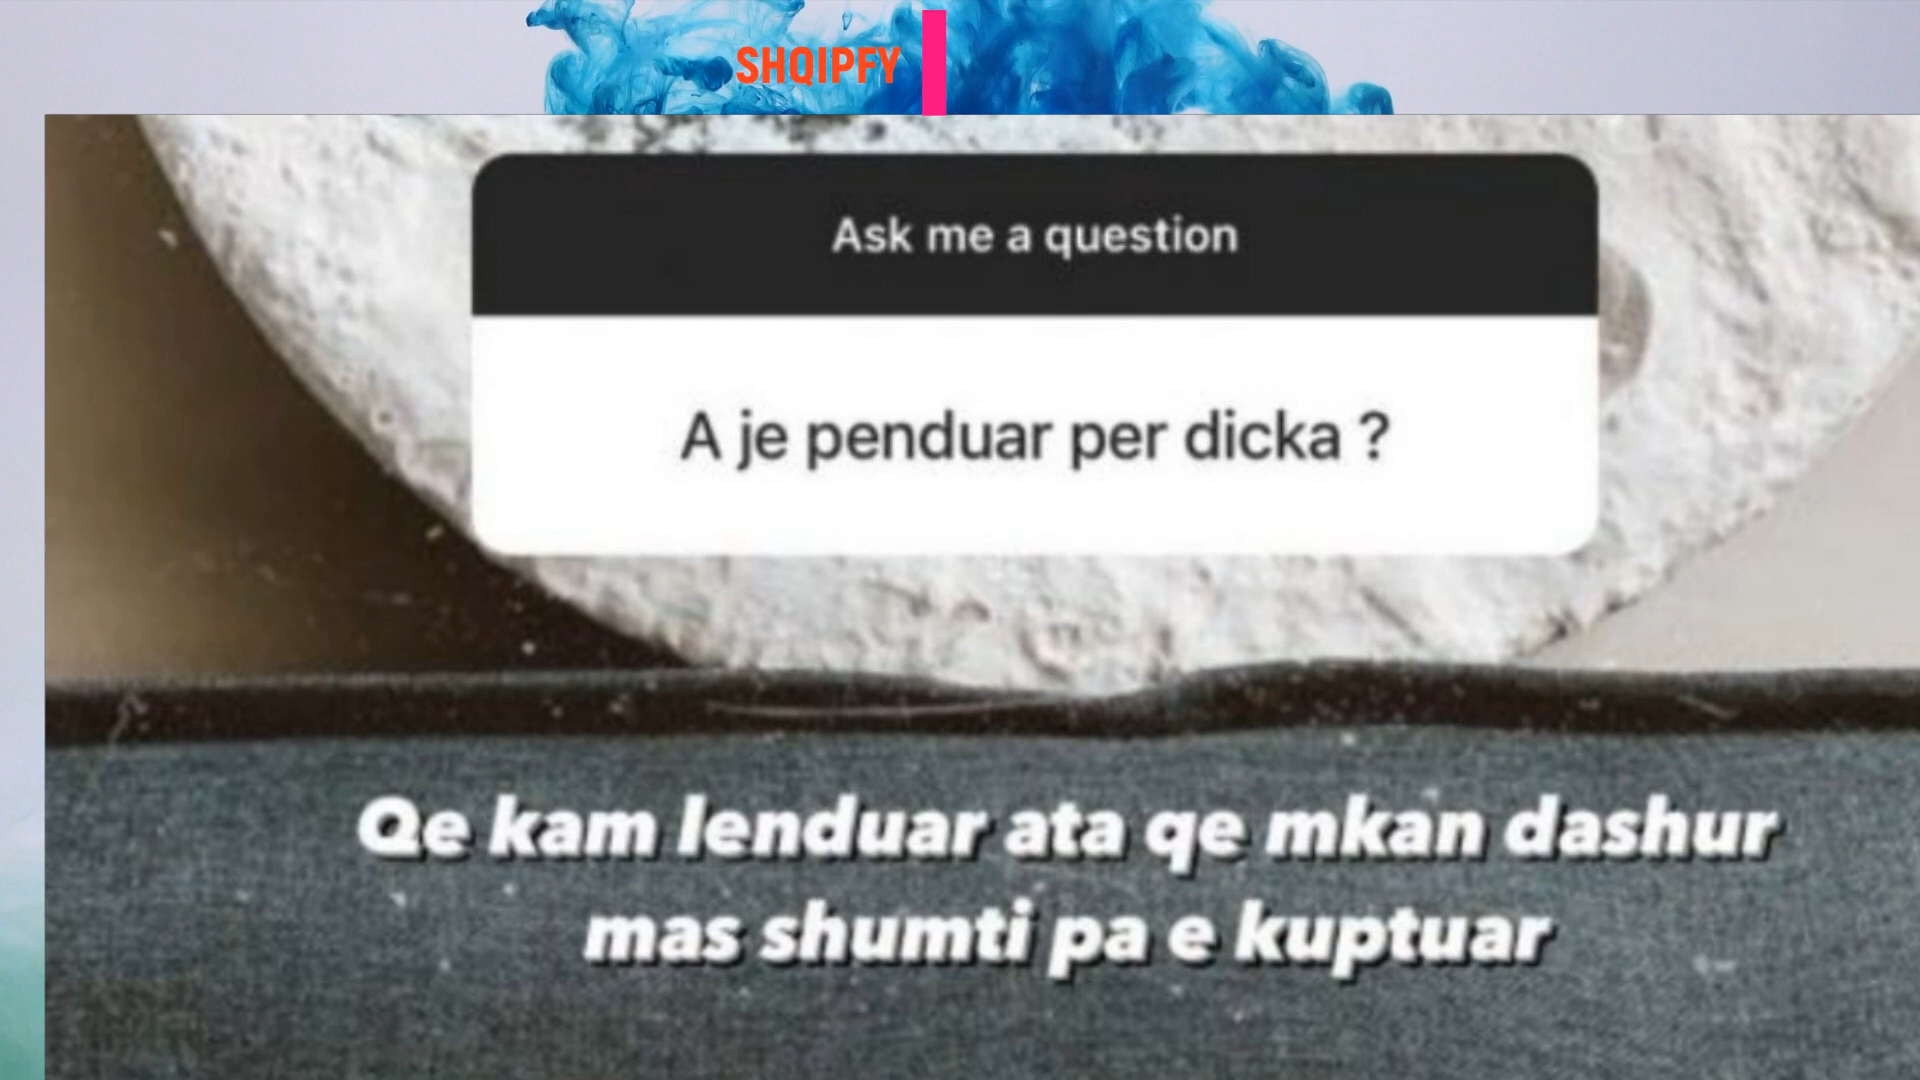 SHQIPFY
Ask me a question
A je penduar per dicka ?
Qe kam lenduar ata qe mkan dashur
mas shumti pa e kuptuar